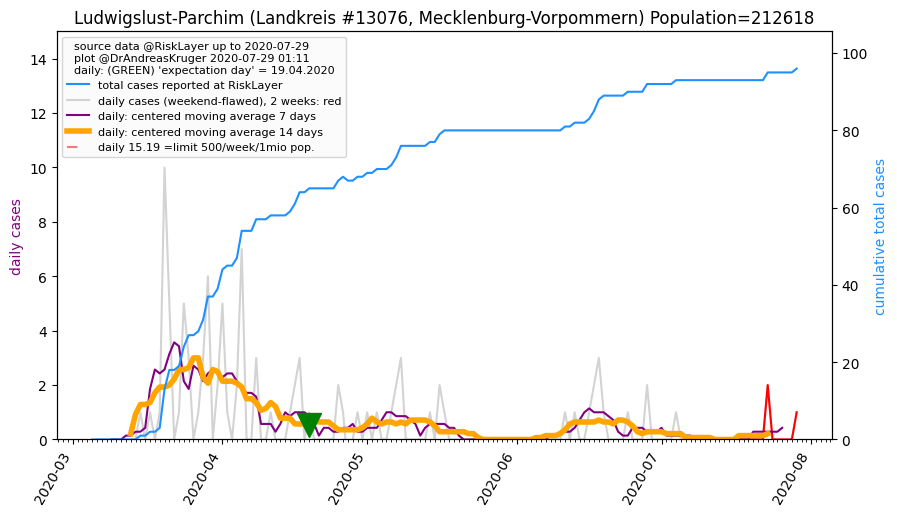 Ludwigslust-Parchim (Landkreis #13076, Mecklenburg-Vorpommern) Population=212618
source data @RiskLayer up to 2020-07-29
plot @DrAndreasKruger 2020-07-29 01:11
daily: (GREEN) 'expectation day' = 19.04.2020
total cases reported at RiskLayer
daily cases (weekend-flawed), 2 weeks: red
daily: centered moving average 7 days
daily: centered moving average 14 days
daily 15.19 =limit 500/week/1mio pop.
daily cases
14
12
10
8
6
4
2
0
cumulative total cases
100
80
60
40
20
0
2020-03
2020-04
2020-05
2020-06
2020-07
2020-08